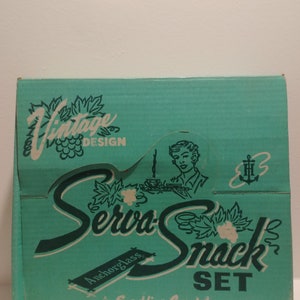 Vintage
DESIGN
Serva-Snack
Anchorglass
SET